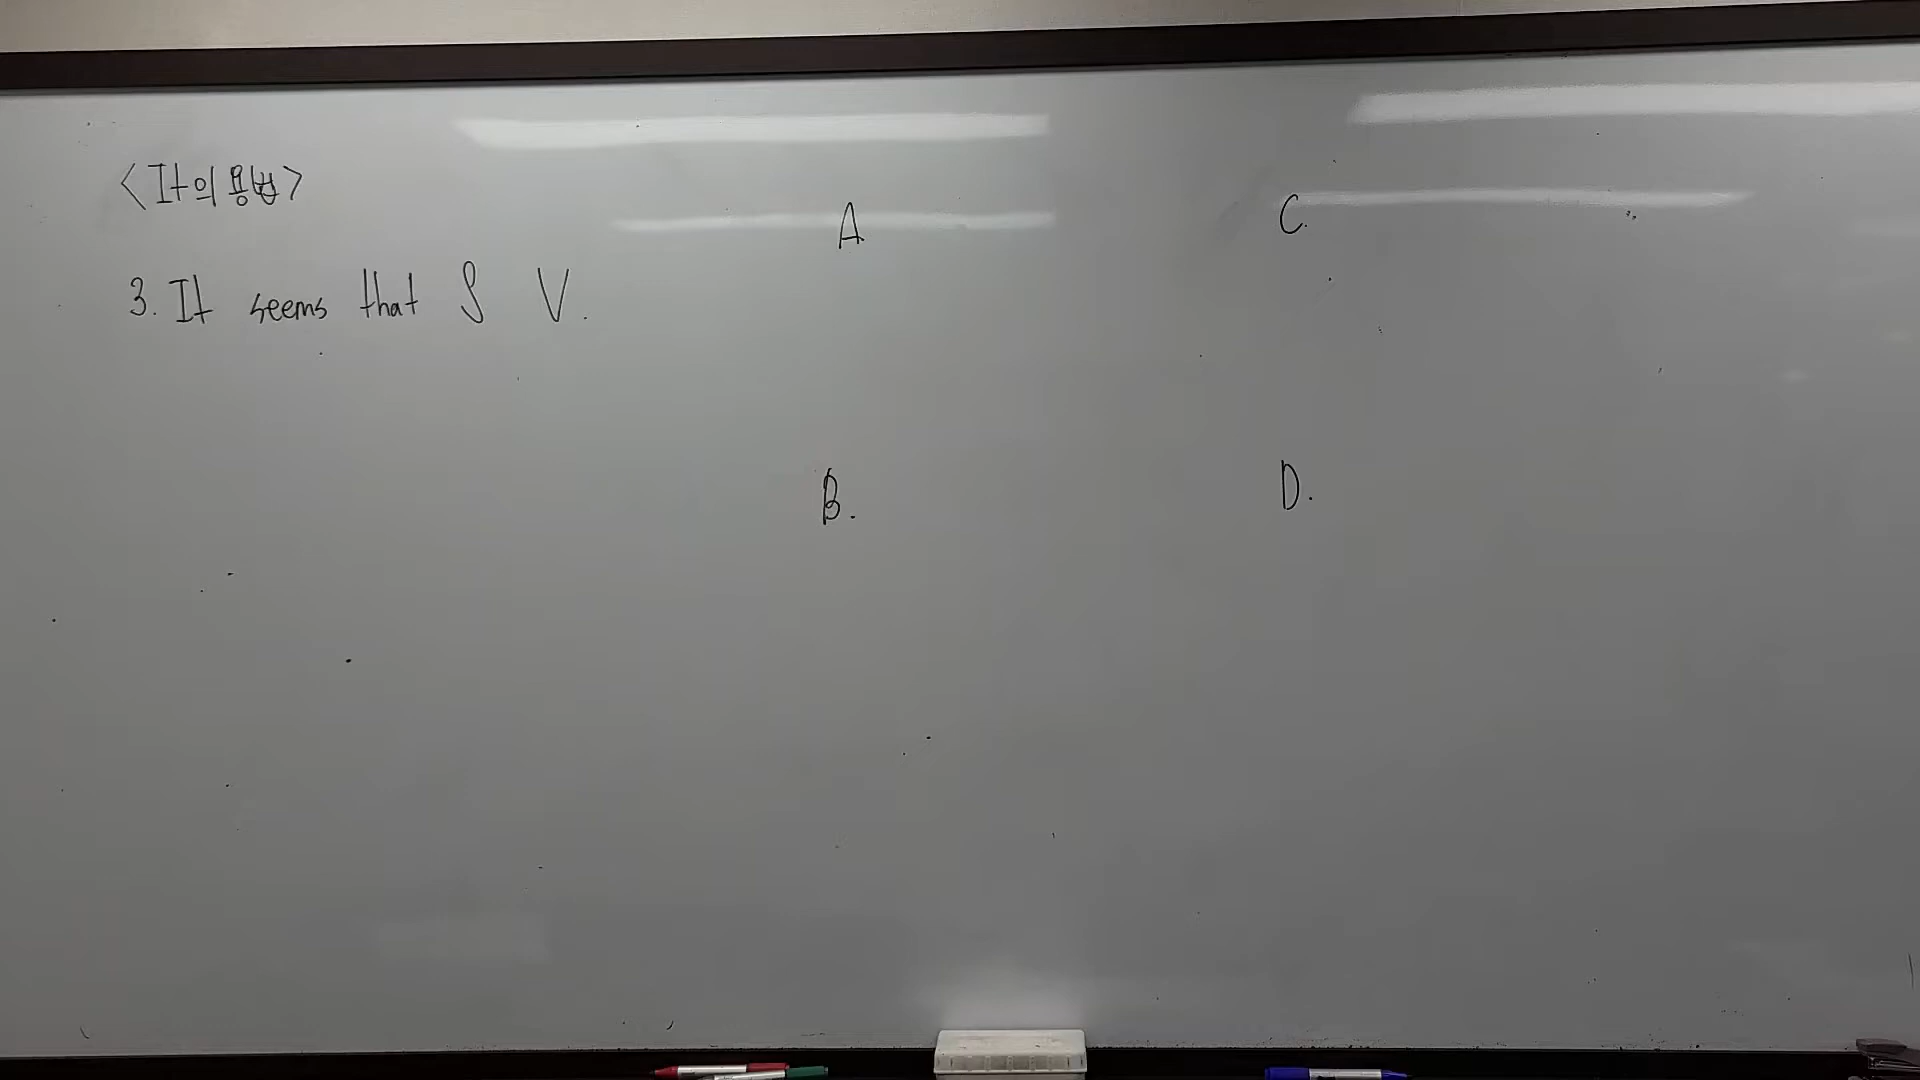 <It의 용법>
3. It seems that S V.
A
B.
C.
D.